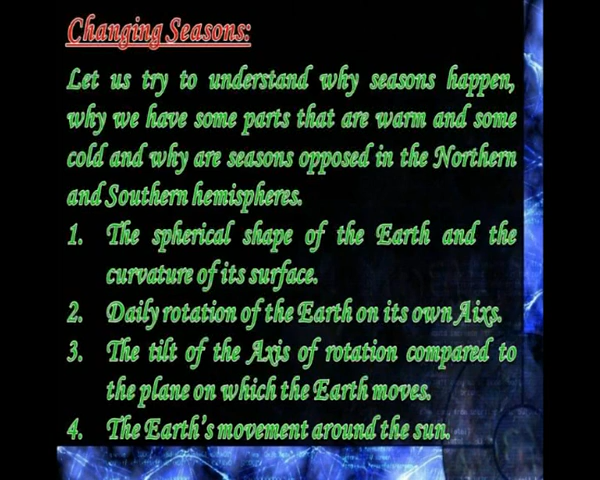 Changing Seasons:
Let us try to understand why seasons happen,
why we have some parts that are warm and some
cold and why are seasons opposed in the Northern
and Southern hemispheres.
1. The spherical shape of the Earth and the
curvature of its surface.
2. Daily rotation of the Earth on its own Aixs.
3. The tilt of the Axis of rotation compared to
the plane on which the Earth moves.
4. The Earth's movement around the sun.